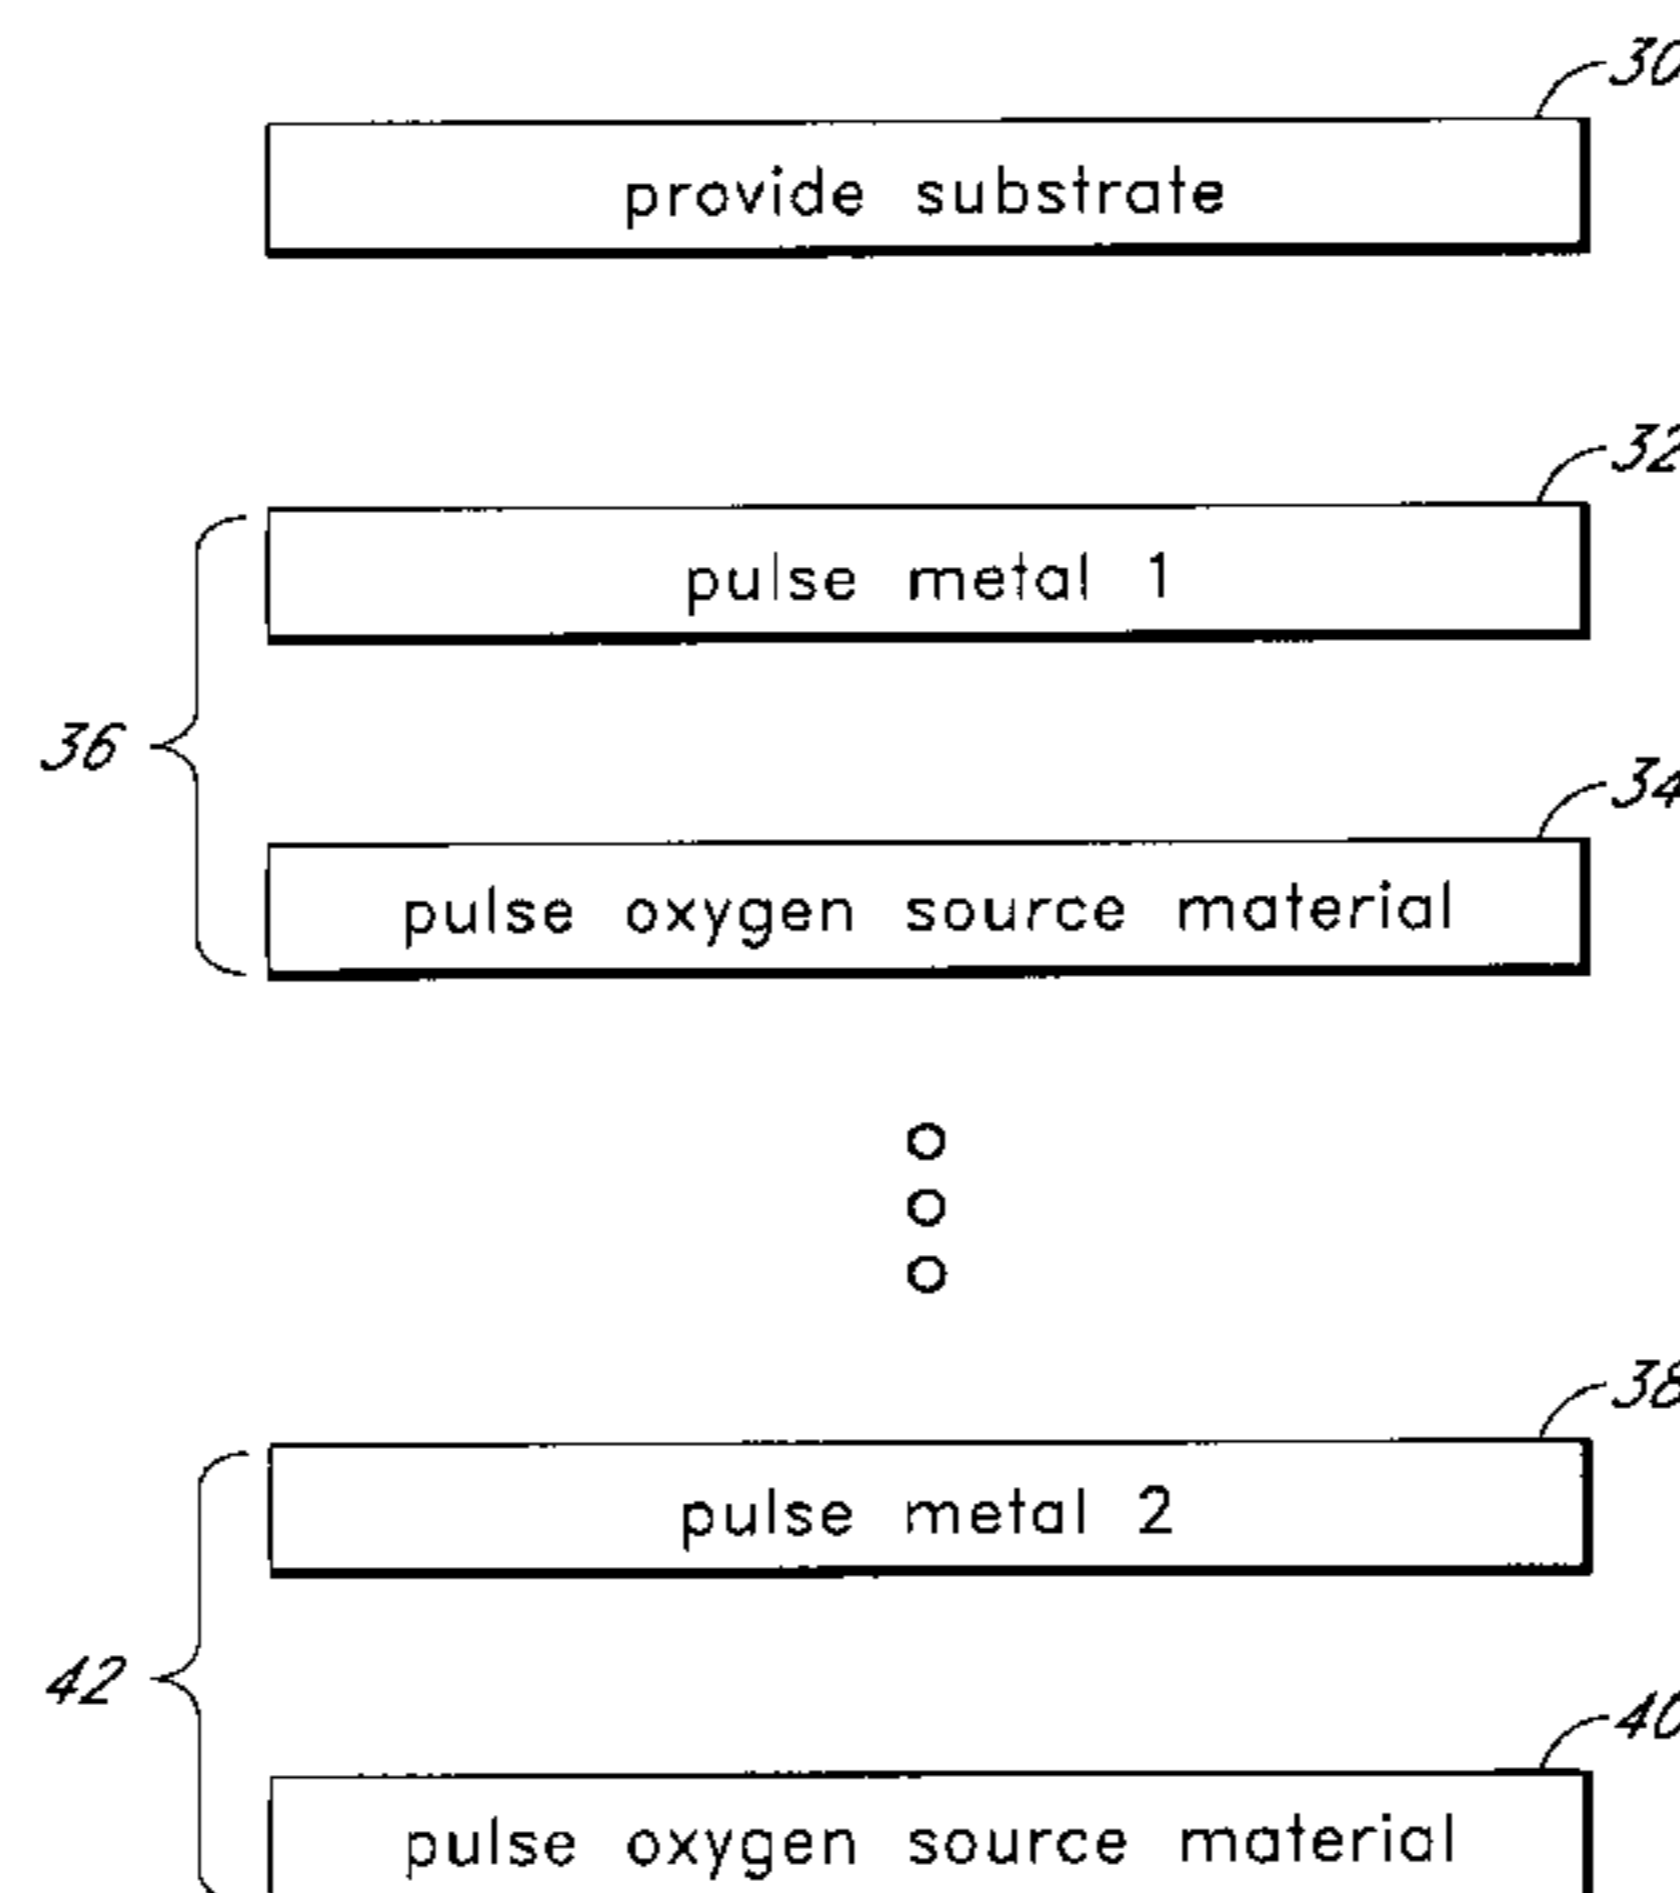 30
provide substrate
32
pulse metal 1
36
34
pulse oxygen source material
38
pulse metal 2
42
40
pulse oxygen source material